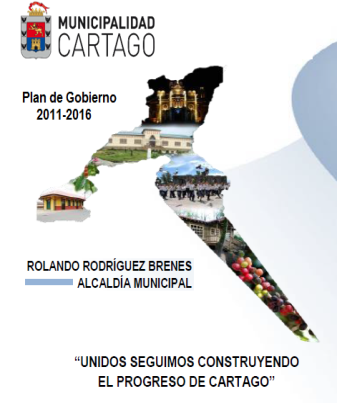 MUNICIPALIDAD
CARTAGO
Plan de Gobierno
2011-2016
ROLANDO RODRÍGUEZ BRENES
ALCALDÍA MUNICIPAL
“UNIDOS SEGUIMOS CONSTRUYENDO
EL PROGRESO DE CARTAGO”